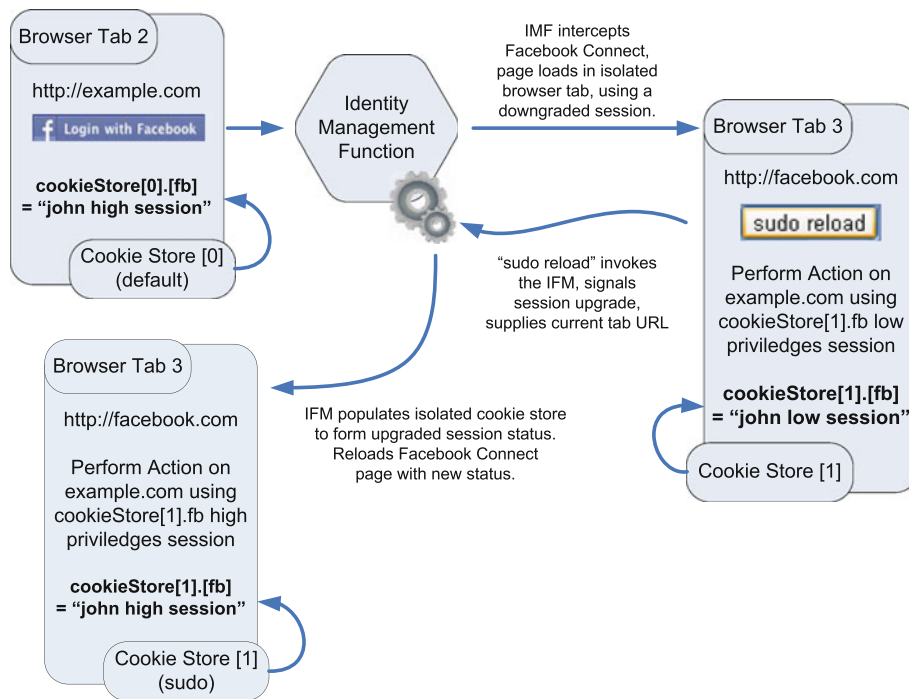 Browser Tab 2
http://example.com
f Login with Facebook
cookieStore[0].[fb]
= “john high session”
Cookie Store [0]
(default)
Identity
Management
Function
IMF intercepts
Facebook Connect,
page loads in isolated
browser tab, using a
downgraded session.
Browser Tab 3
http://facebook.com
sudo reload
Perform Action on
example.com using
cookieStore[1].fb low
priviledges session
cookieStore[1].[fb]
= “john low session”
Cookie Store [1]
“sudo reload” invokes
the IFM, signals
session upgrade,
supplies current tab URL
Browser Tab 3
http://facebook.com
Perform Action on
example.com using
cookieStore[1].fb high
priviledges session
cookieStore[1].[fb]
= “john high session”
Cookie Store [1]
(sudo)
IFM populates isolated cookie store
to form upgraded session status.
Reloads Facebook Connect
page with new status.